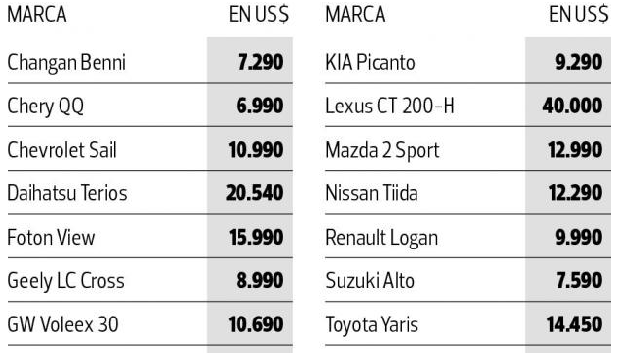 MARCA EN US$
Changan Benni 7.290
Chery QQ 6.990
Chevrolet Sail 10.990
Daihatsu Terios 20.540
Foton View 15.990
Geely LC Cross 8.990
GW Voleex 30 10.690
MARCA EN US$
KIA Picanto 9.290
Lexus CT 200-H 40.000
Mazda 2 Sport 12.990
Nissan Tiida 12.290
Renault Logan 9.990
Suzuki Alto 7.590
Toyota Yaris 14.450